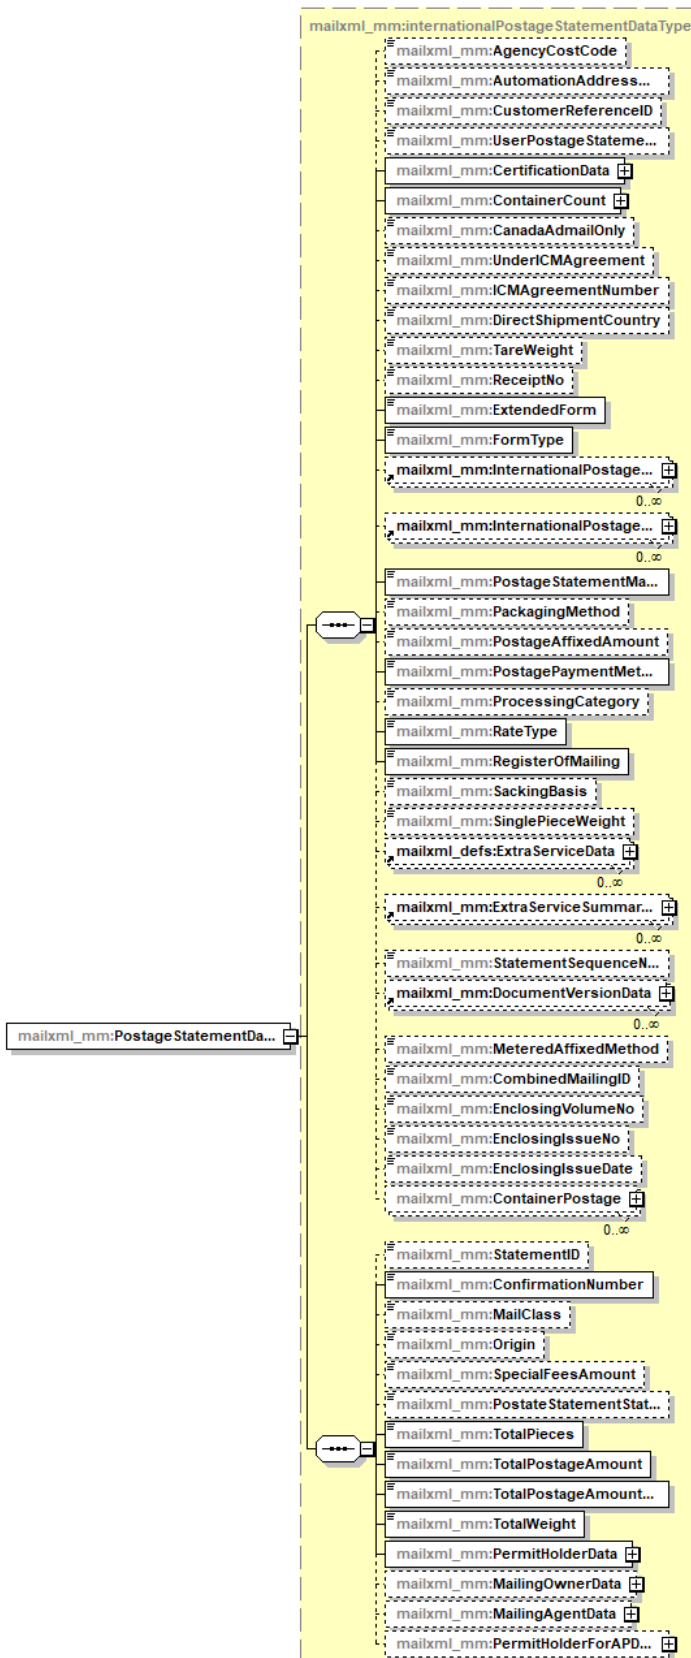 mailxml_mm:internationalPostageStatementDataType
mailxml_mm:AgencyCostCode
mailxml_mm:AutomationAddress...
mailxml_mm:CustomerReferenceID
mailxml_mm:UserPostageStateme...
mailxml_mm:CertificationData
mailxml_mm:ContainerCount
mailxml_mm:CanadaAdmailOnly
mailxml_mm:UnderICMAgreement
mailxml_mm:ICMAgreementNumber
mailxml_mm:DirectShipmentCountry
mailxml_mm:TareWeight
mailxml_mm:ReceiptNo
mailxml_mm:ExtendedForm
mailxml_mm:FormType
mailxml_mm:InternationalPostage...
0..∞
mailxml_mm:InternationalPostage...
0..∞
mailxml_mm:PostageStatementMa...
mailxml_mm:PackagingMethod
mailxml_mm:PostageAffixedAmount
mailxml_mm:PostagePaymentMet...
mailxml_mm:ProcessingCategory
mailxml_mm:RateType
mailxml_mm:RegisterOfMailing
mailxml_mm:SackingBasis
mailxml_mm:SinglePieceWeight
mailxml_defs:ExtraServiceData
0..∞
mailxml_mm:ExtraServiceSummar...
0..∞
mailxml_mm:StatementSequenceN...
mailxml_mm:DocumentVersionData
0..∞
mailxml_mm:PostageStatementDa...
mailxml_mm:MeteredAffixedMethod
mailxml_mm:CombinedMailingID
mailxml_mm:EnclosingVolumeNo
mailxml_mm:EnclosingIssueNo
mailxml_mm:EnclosingIssueDate
mailxml_mm:ContainerPostage
0..∞
mailxml_mm:StatementID
mailxml_mm:ConfirmationNumber
mailxml_mm:MailClass
mailxml_mm:Origin
mailxml_mm:SpecialFeesAmount
mailxml_mm:PostateStatementStat...
mailxml_mm:TotalPieces
mailxml_mm:TotalPostageAmount
mailxml_mm:TotalPostageAmount...
mailxml_mm:TotalWeight
mailxml_mm:PermitHolderData
mailxml_mm:MailingOwnerData
mailxml_mm:MailingAgentData
mailxml_mm:PermitHolderForAPD...